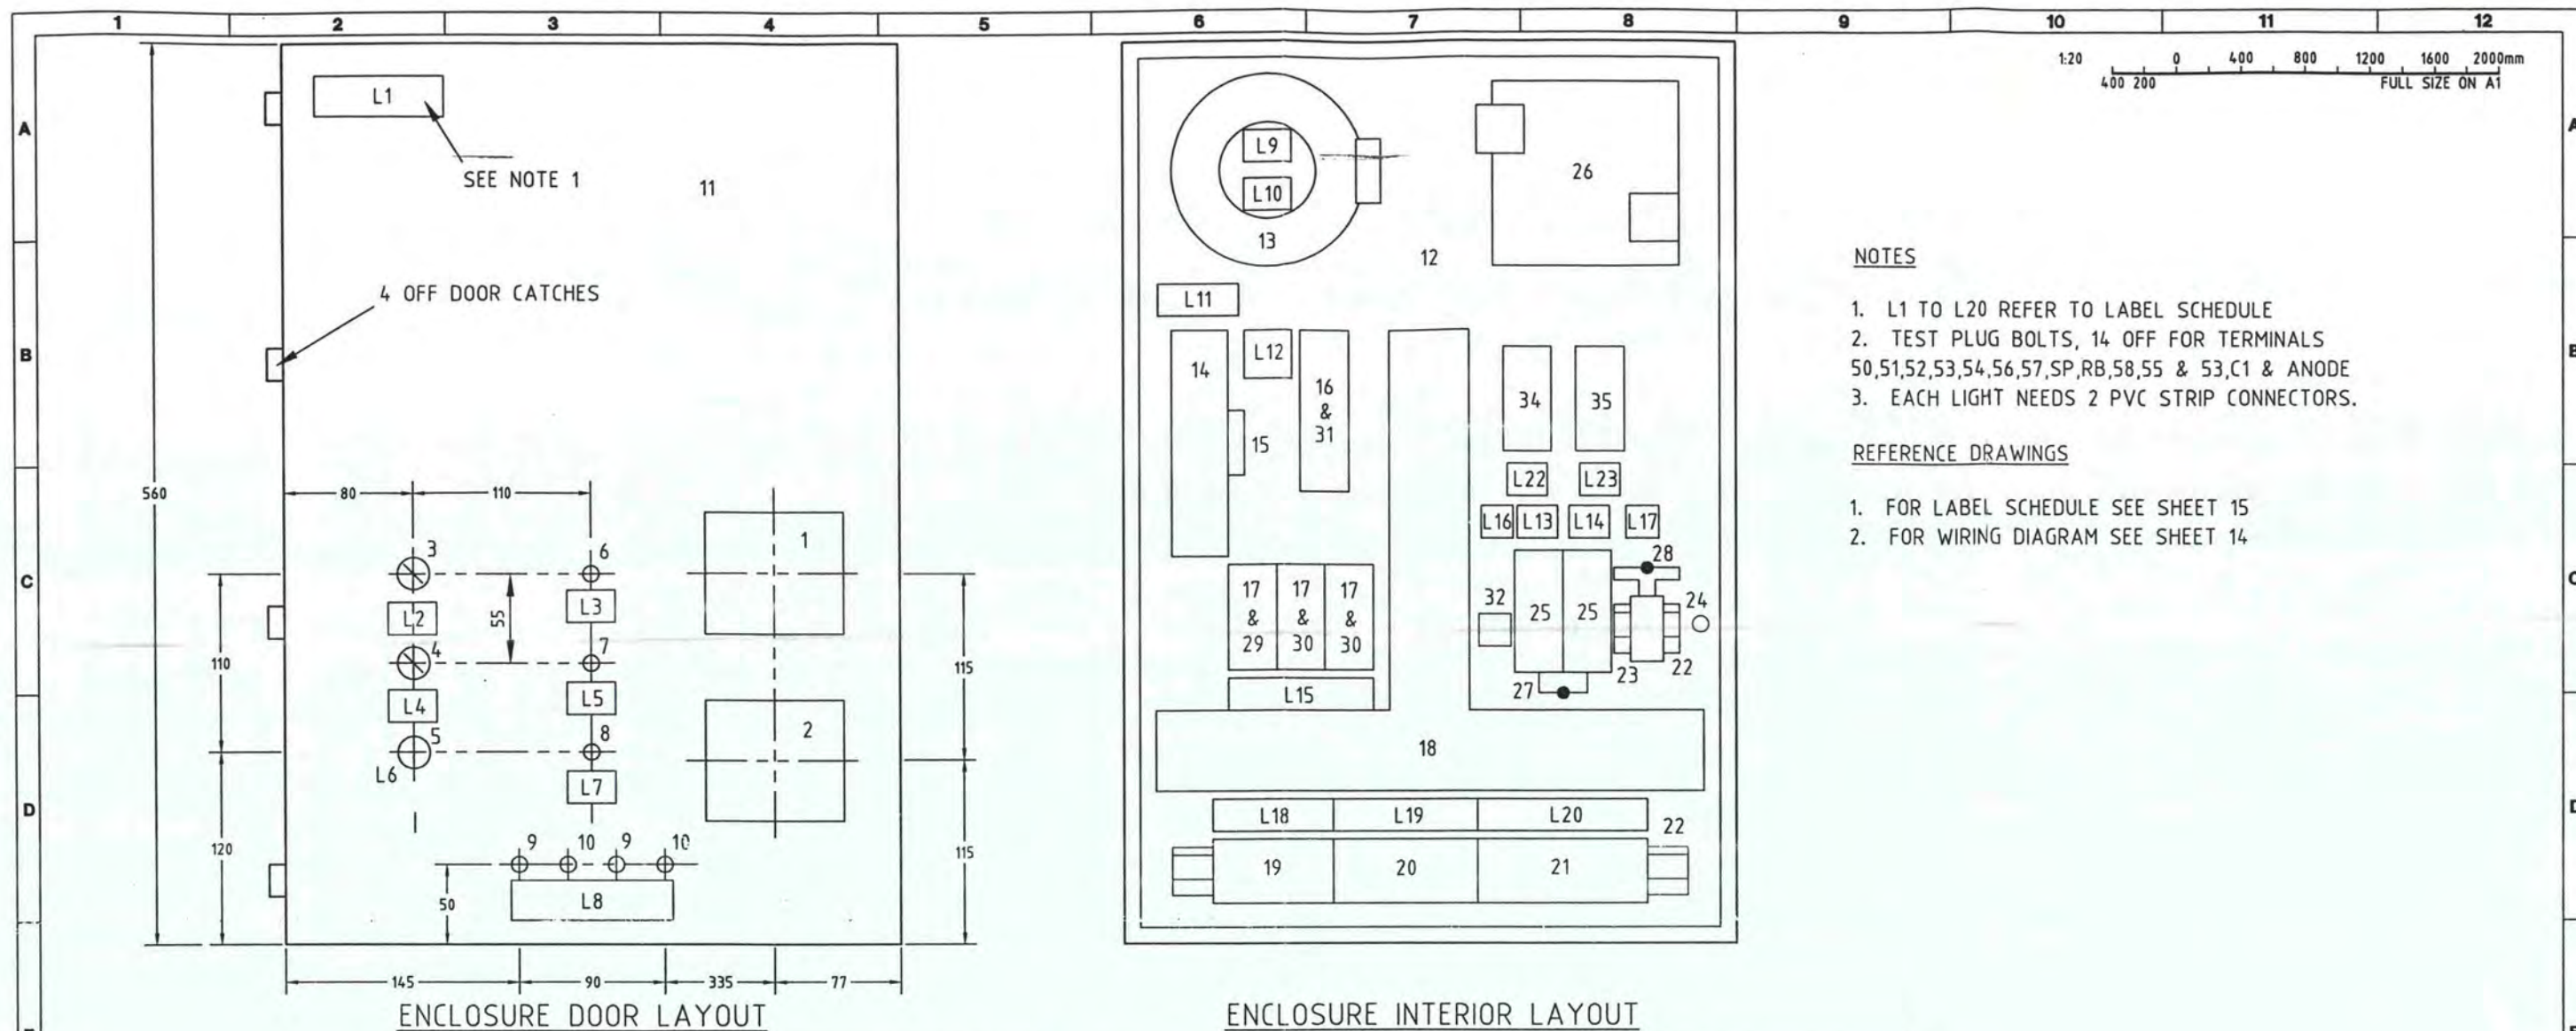 1 2 3 4 5 6 7 8 9 10 11 12
A
B
C
D
A
B
C
D
L1
SEE NOTE 1
11
4 OFF DOOR CATCHES
560
80
110
3
6
1
L2
L3
55
4
7
110
115
L4
L5
5
8
2
L6
L7
120
115
9 10 9 10
50
L8
145 90 335 77
ENCLOSURE DOOR LAYOUT
L9
L10
13
26
12
L11
14
L12
16
&
31
15
34
35
L22
L23
L16
L13
L14
L17
28
17
&
29
17
&
30
17
&
30
32
25
25
24
23
22
27
L15
18
L18
L19
L20
22
19
20
21
ENCLOSURE INTERIOR LAYOUT
1:20 0 400 800 1200 1600 2000mm
400 200 FULL SIZE ON A1
NOTES
1. L1 TO L20 REFER TO LABEL SCHEDULE
2. TEST PLUG BOLTS, 14 OFF FOR TERMINALS
50,51,52,53,54,56,57,SP,RB,58,55 & 53,C1 & ANODE
3. EACH LIGHT NEEDS 2 PVC STRIP CONNECTORS.
REFERENCE DRAWINGS
1. FOR LABEL SCHEDULE SEE SHEET 15
2. FOR WIRING DIAGRAM SEE SHEET 14